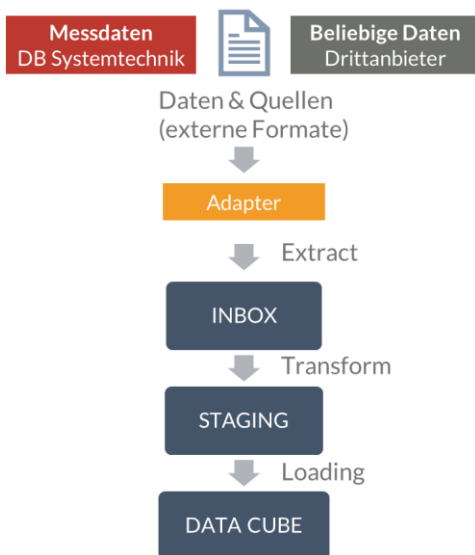 Messdaten
DB Systemtechnik
Beliebige Daten
Drittanbieter
Daten & Quellen
(externe Formate)
Adapter
Extract
INBOX
Transform
STAGING
Loading
DATA CUBE